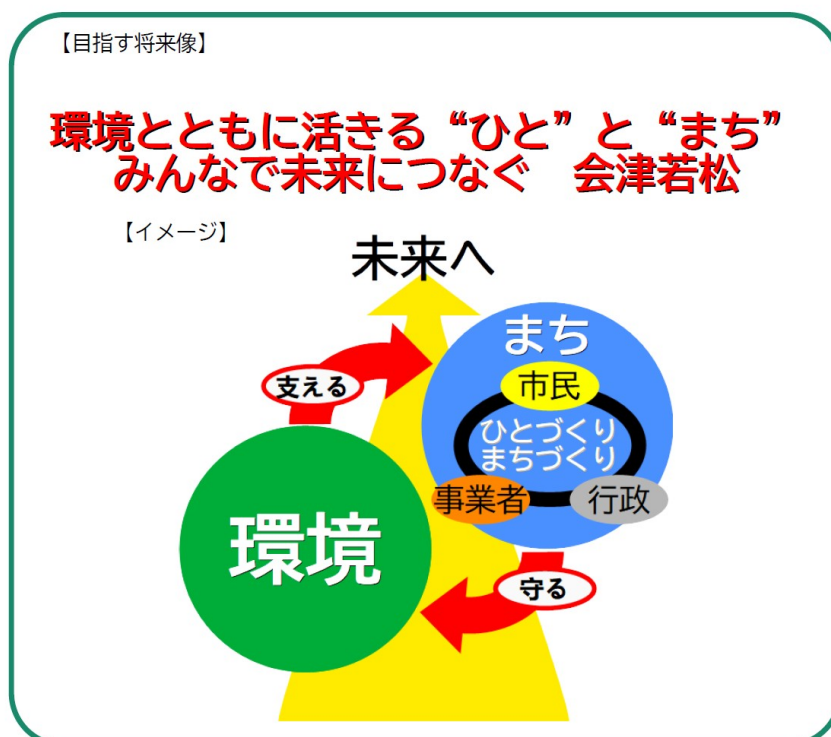 【目指す将来像】
環境とともに活きる“ひと”と“まち”
みんなで未来につなぐ　会津若松
【イメージ】
未来へ
まち
支える
市民
ひとづくり
まちづくり
事業者
行政
環境
守る